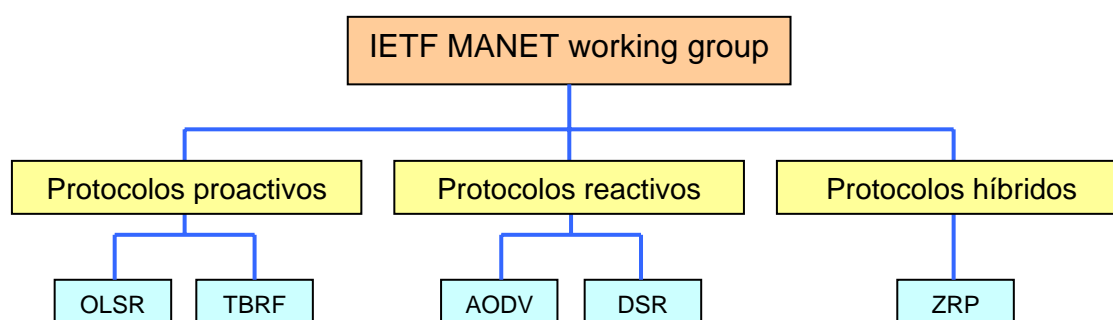 IETF MANET working group
Protocolos proactivos
Protocolos reactivos
Protocolos híbridos
OLSR
TBRF
AODV
DSR
ZRP